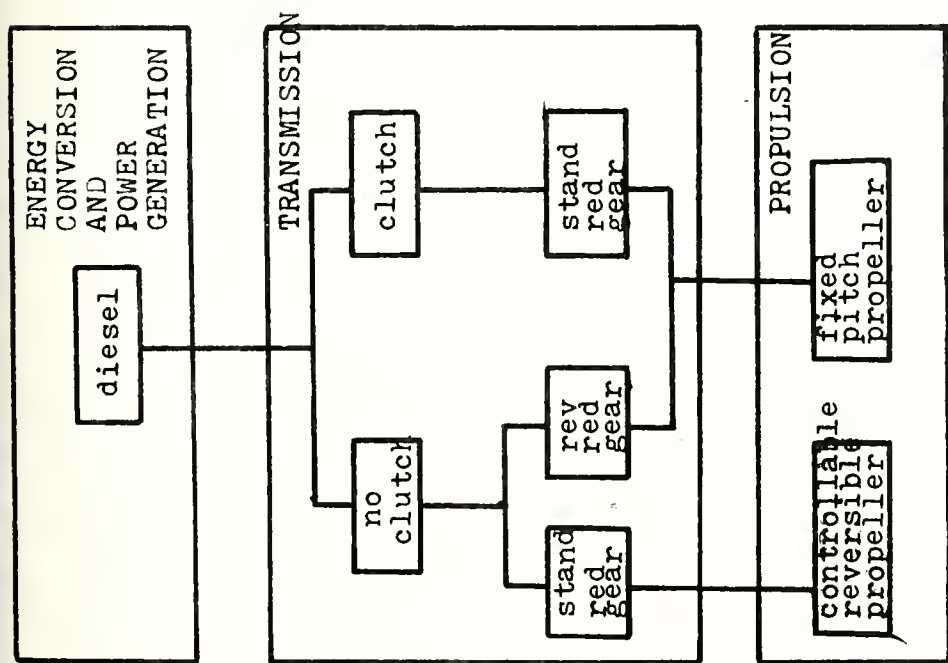 ENERGY
CONVERSION
AND
POWER
GENERATION
diesel
TRANSMISSION
no
clutch
clutch
stand
red
gear
rev
red
gear
stand
red
gear
PROPULSION
controllable
reversible
propeller
fixed
pitch
propeller